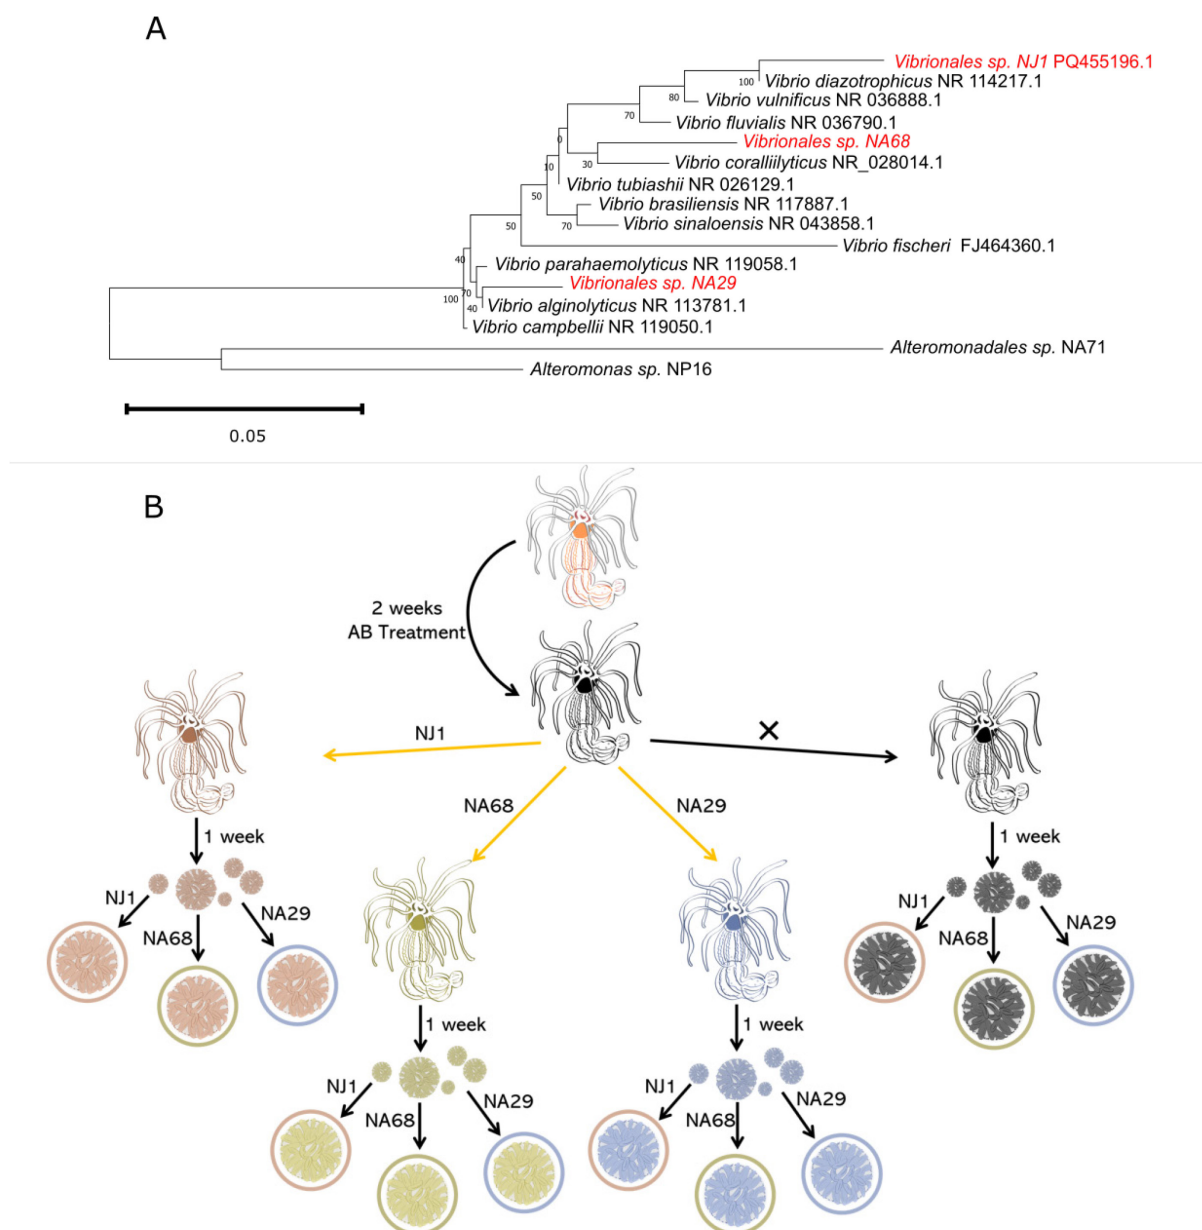 A
Vibrionales sp. NJ1 PQ455196.1
100
Vibrio diazotrophicus NR 114217.1
80
Vibrio vulnificus NR 036888.1
70
Vibrio fluvialis NR 036790.1
0
Vibrionales sp. NA68
30
Vibrio coralliilyticus NR_028014.1
10
Vibrio tubiashii NR 026129.1
50
Vibrio brasiliensis NR 117887.1
50
70
Vibrio sinaloensis NR 043858.1
Vibrio fischeri FJ464360.1
40
Vibrio parahaemolyticus NR 119058.1
70
Vibrionales sp. NA29
100
40
Vibrio alginolyticus NR 113781.1
Vibrio campbellii NR 119050.1
Alteromonadales sp. NA71
Alteromonas sp. NP16
0.05
B
2 weeks
AB Treatment
NJ1
×
NA68
NA29
1 week
NJ1
NA68
NA29
1 week
NJ1
NA68
NA29
1 week
NJ1
NA68
NA29
1 week
NJ1
NA68
NA29